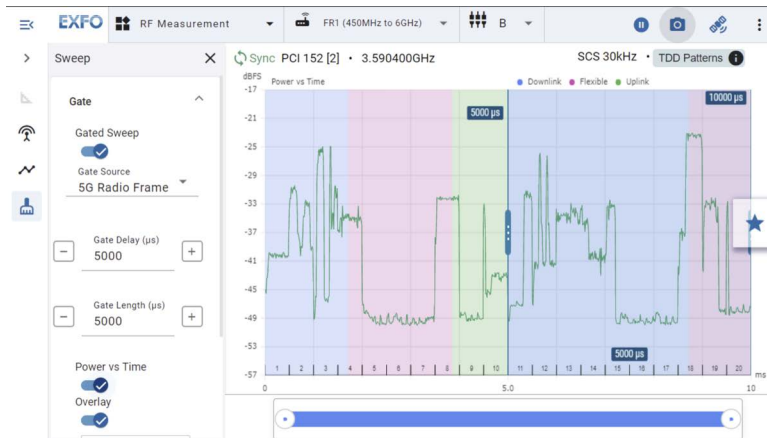 EXFO RF Measurement FR1 (450MHz to 6GHz) B
Sweep
Sync PCI 152 [2] • 3.590400GHz SCS 30kHz • TDD Patterns i
Gate
Gated Sweep
Gate Source
5G Radio Frame
Gate Delay (µs)
− 5000 +
Gate Length (µs)
− 5000 +
Power vs Time
Overlay
dBFS
Power vs Time Downlink Flexible Uplink
5000 µs 10000 µs
-17
-21
-25
-29
-33
-37
-41
-45
-49
-53
-57
5000 µs
1 2 3 4 5 6 7 8 9 10 11 12 13 14 15 16 17 18 19 20 ms
0 5.0 10